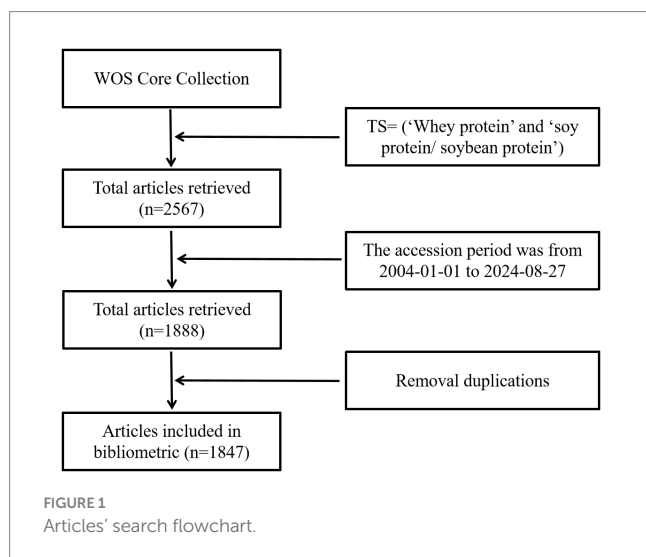 WOS Core Collection
TS= (‘Whey protein’ and ‘soy
protein/ soybean protein’)
Total articles retrieved
(n=2567)
The accession period was from
2004-01-01 to 2024-08-27
Total articles retrieved
(n=1888)
Removal duplications
Articles included in
bibliometric (n=1847)
FIGURE 1
Articles’ search flowchart.